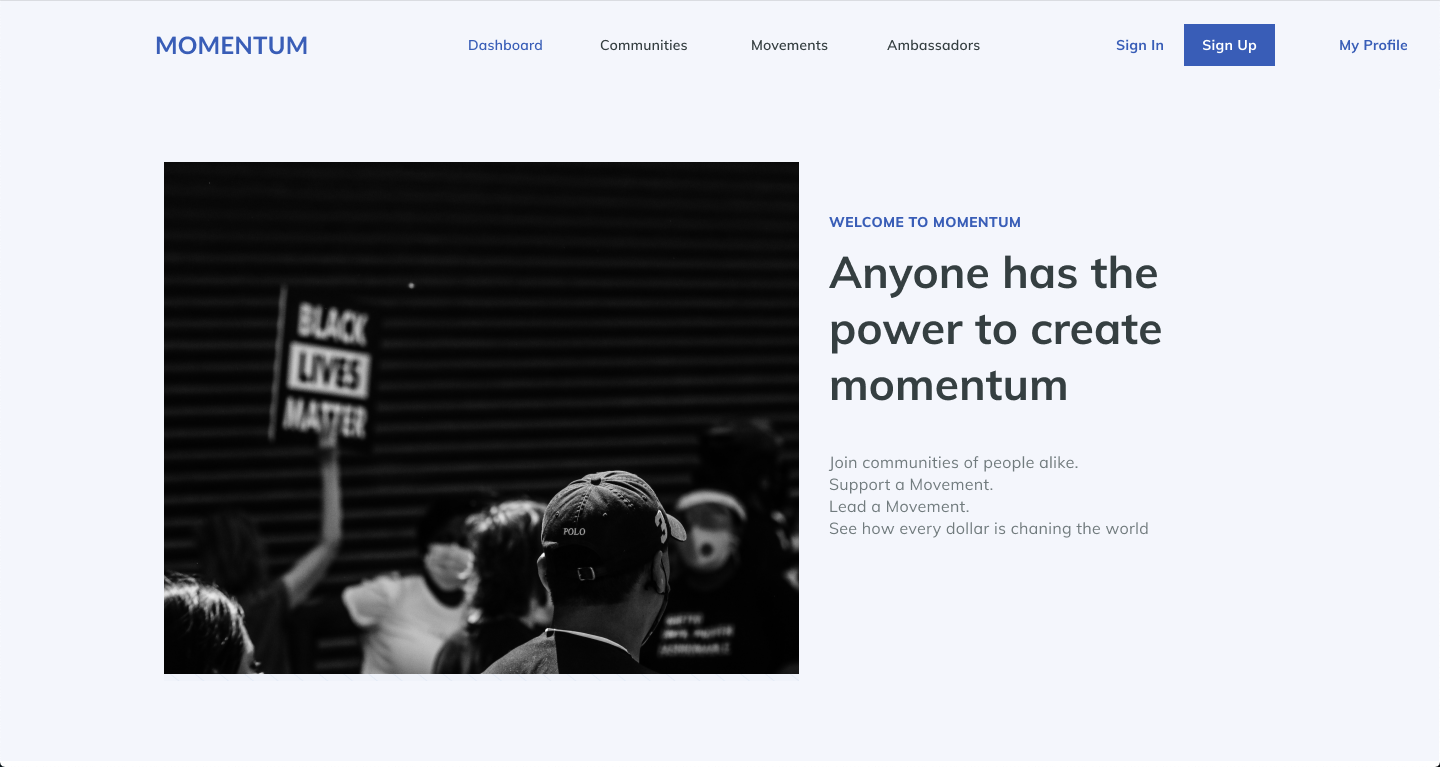 MOMENTUM
Dashboard
Communities
Movements
Ambassadors
Sign In
Sign Up
My Profile
BLACK
LIVES
MATTER
POLO
3
WELCOME TO MOMENTUM
Anyone has the
power to create
momentum
Join communities of people alike.
Support a Movement.
Lead a Movement.
See how every dollar is chaning the world